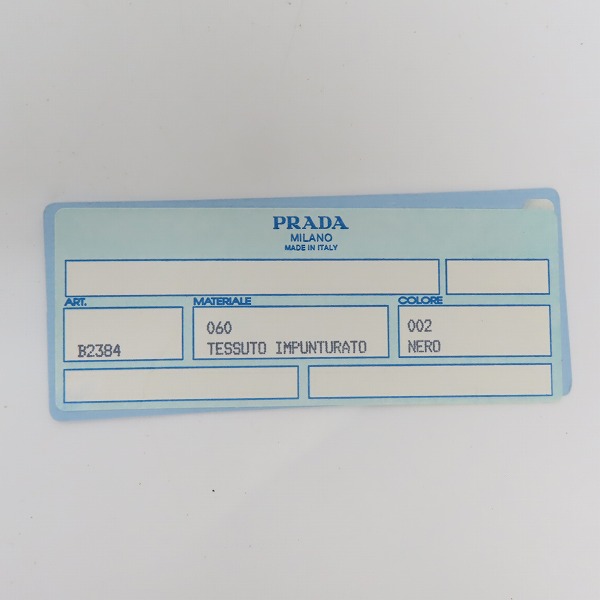 PRADA
MILANO
MADE IN ITALY
ART. MATERIALE COLORE
060 002
B2384 TESSUTO IMPUNTURATO NERO